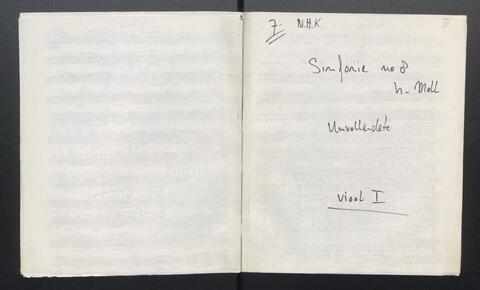 7. N.H.K
Sinfonie no 8
h-Moll
Unvollendete
viool I